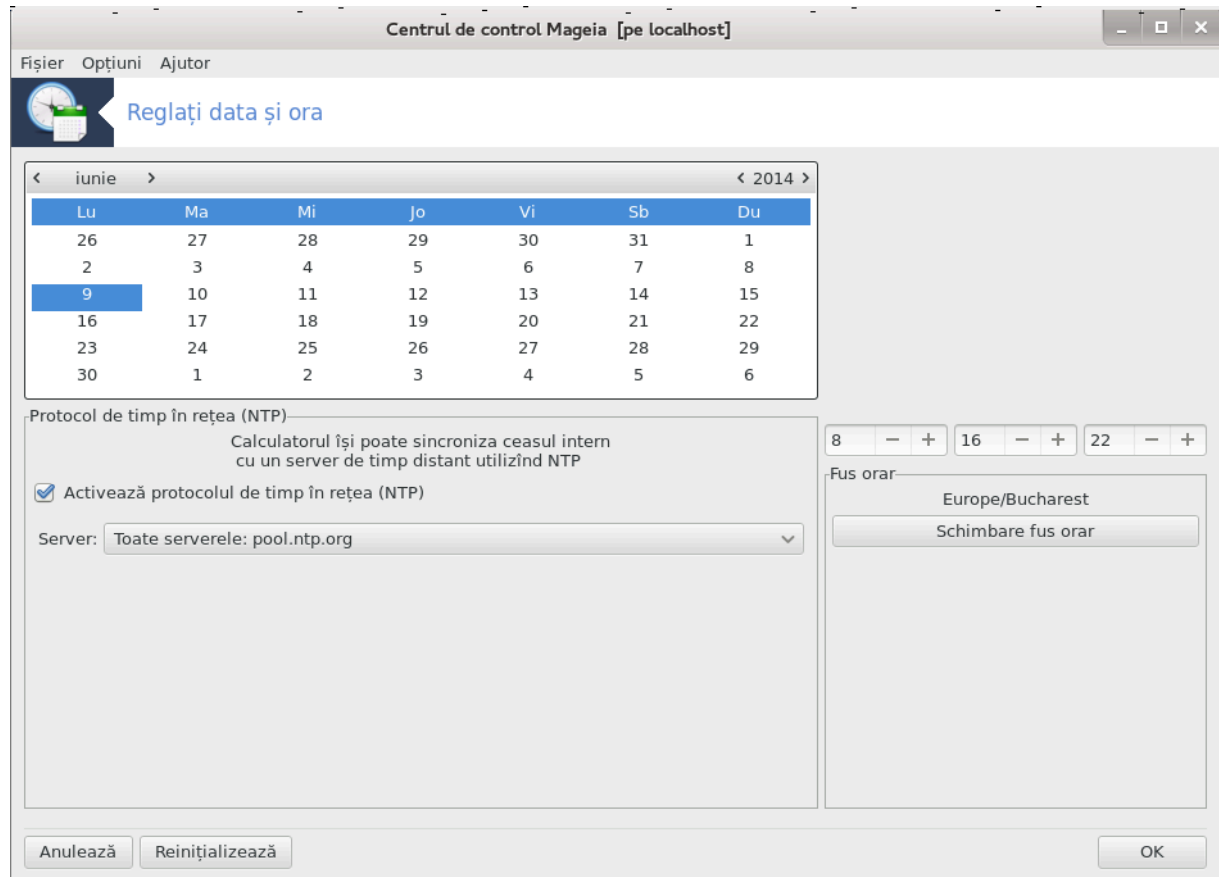 Centrul de control Mageia [pe localhost]
Fișier Opțiuni Ajutor
Reglați data și ora
< iunie > < 2014 >
Lu Ma Mi Jo Vi Sb Du
26 27 28 29 30 31 1
2 3 4 5 6 7 8
9 10 11 12 13 14 15
16 17 18 19 20 21 22
23 24 25 26 27 28 29
30 1 2 3 4 5 6
Protocol de timp în rețea (NTP)
Calculatorul își poate sincroniza ceasul intern
cu un server de timp distant utilizînd NTP
Activează protocolul de timp în rețea (NTP)
Server: Toate serverele: pool.ntp.org
8 − + 16 − + 22 − +
Fus orar
Europe/Bucharest
Schimbare fus orar
Anulează Reinițializează OK